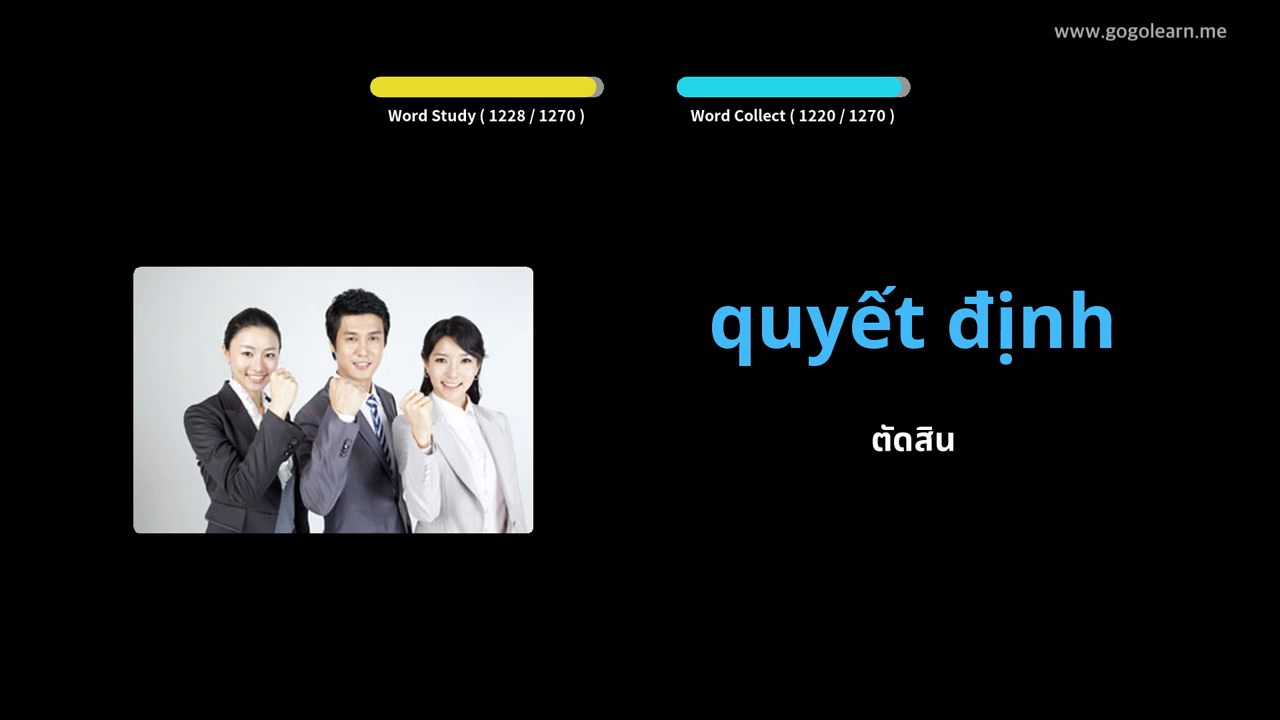 www.gogolearn.me
Word Study ( 1228 / 1270 )
Word Collect ( 1220 / 1270 )
quyết định
ตัดสิน